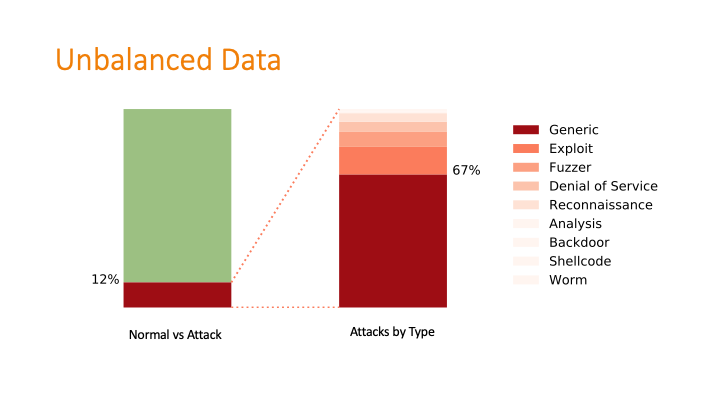 Unbalanced Data
12%
67%
Normal vs Attack
Attacks by Type
Generic
Exploit
Fuzzer
Denial of Service
Reconnaissance
Analysis
Backdoor
Shellcode
Worm